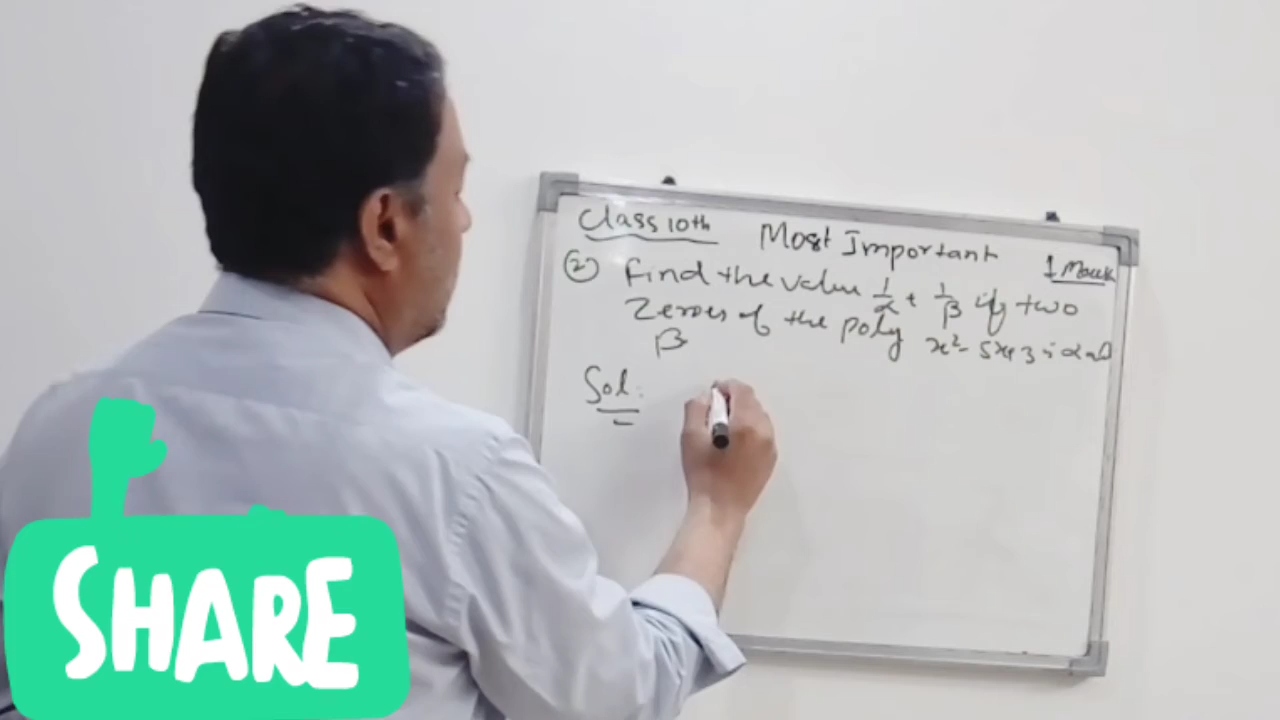 Class 10th Most Important 1 Mark
② Find the value 1/α + 1/β if two
Zeroes of the poly x² - 5x+3 is α and
β
Sol:
SHARE